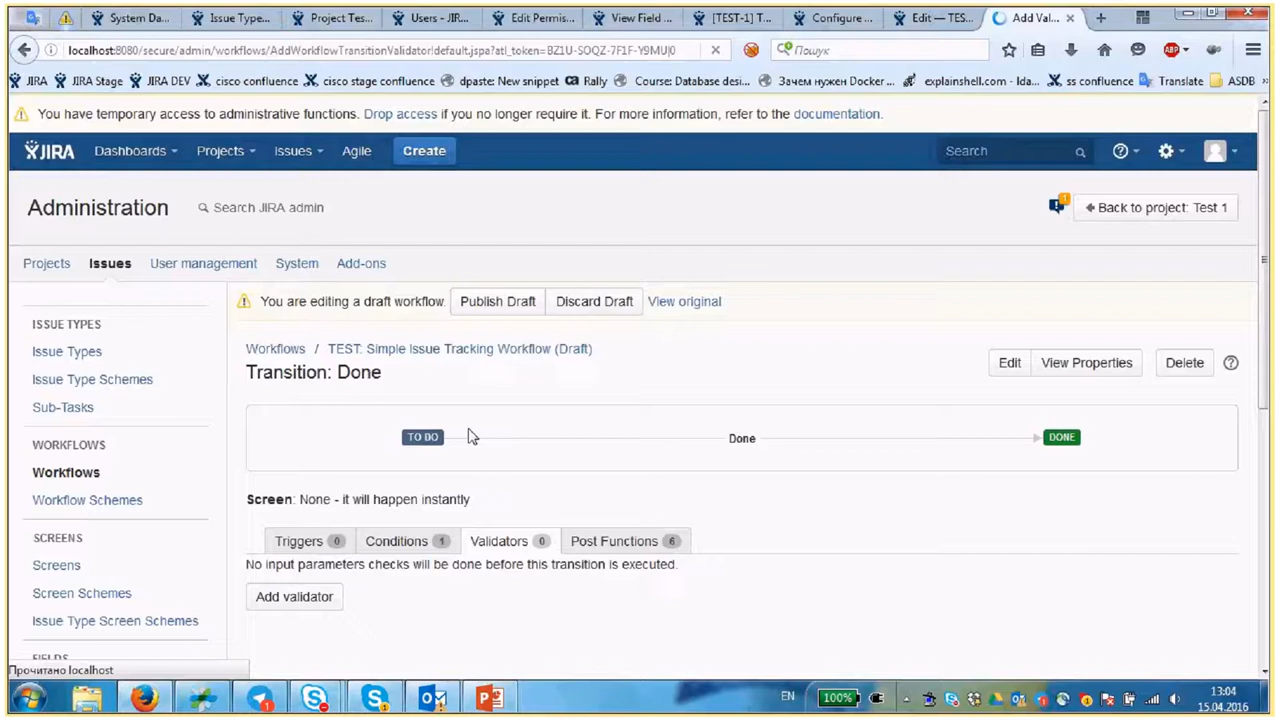 System Da...
Issue Type...
Project Tes...
Users - JIR...
Edit Permis...
View Field ...
[TEST-1] T...
Configure ...
Edit — TES...
Add Val...
localhost:8080/secure/admin/workflows/AddWorkflowTransitionValidator!default.jspa?atl_token=BZ1U-SOQZ-7F1F-Y9MU|0
Пошук
ABP
JIRA
JIRA Stage
JIRA DEV
cisco confluence
cisco stage confluence
dpaste: New snippet
ca Rally
Course: Database desi...
Зачем нужен Docker ...
explainshell.com - Ida...
ss confluence
Translate
ASDB
You have temporary access to administrative functions. Drop access if you no longer require it. For more information, refer to the documentation.
JIRA
Dashboards
Projects
Issues
Agile
Create
Search
Administration
Search JIRA admin
Back to project: Test 1
Projects
Issues
User management
System
Add-ons
You are editing a draft workflow.
Publish Draft
Discard Draft
View original
ISSUE TYPES
Issue Types
Issue Type Schemes
Sub-Tasks
WORKFLOWS
Workflows
Workflow Schemes
SCREENS
Screens
Screen Schemes
Issue Type Screen Schemes
FIELDS
Workflows / TEST: Simple Issue Tracking Workflow (Draft)
Transition: Done
Edit
View Properties
Delete
TO DO
Done
DONE
Screen: None - it will happen instantly
Triggers 0
Conditions 1
Validators 0
Post Functions 6
No input parameters checks will be done before this transition is executed.
Add validator
Прочитано localhost
EN
100%
13:04
15.04.2016